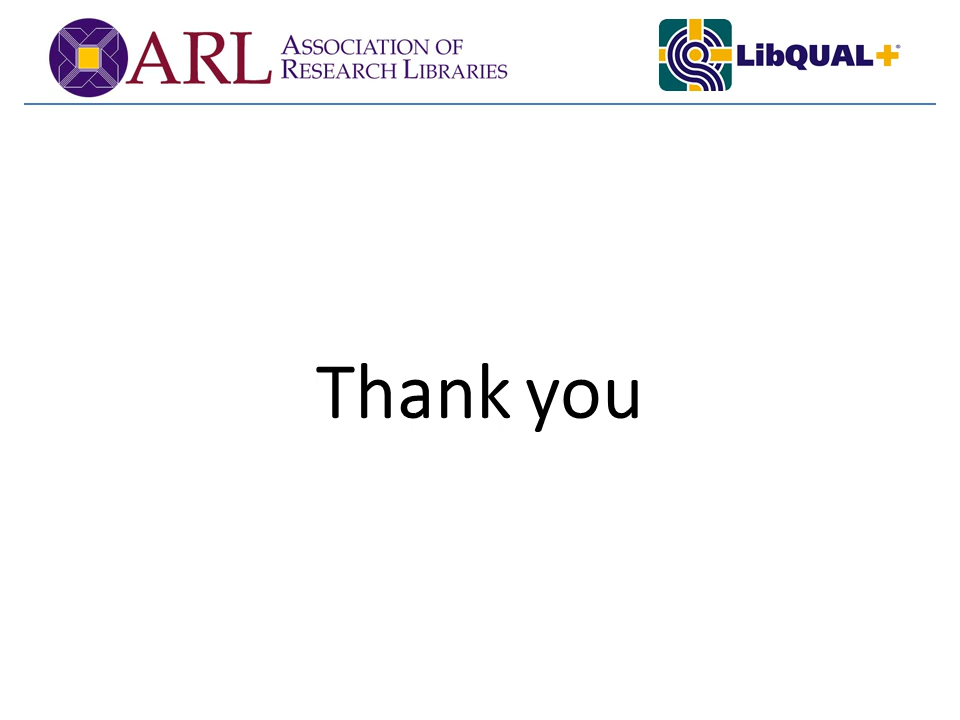 ARL
ASSOCIATION OF
RESEARCH LIBRARIES
LibQUAL+®
Thank you